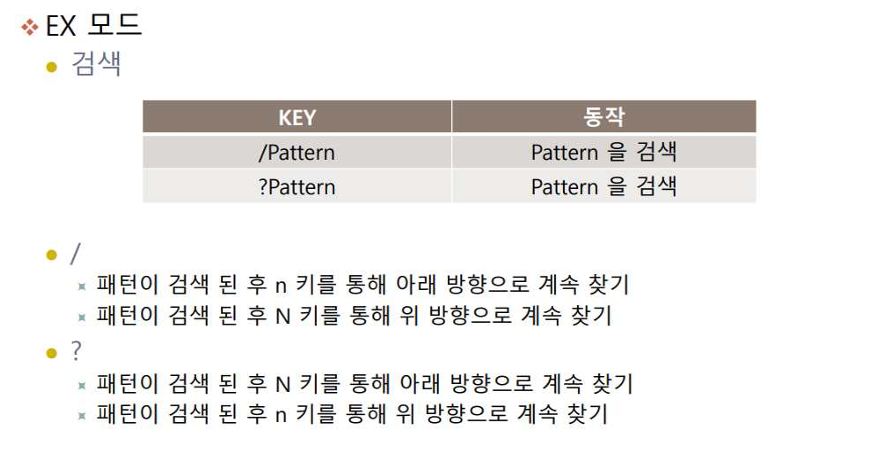 EX 모드
검색
KEY 동작
/Pattern Pattern 을 검색
?Pattern Pattern 을 검색
/
패턴이 검색 된 후 n 키를 통해 아래 방향으로 계속 찾기
패턴이 검색 된 후 N 키를 통해 위 방향으로 계속 찾기
?
패턴이 검색 된 후 N 키를 통해 아래 방향으로 계속 찾기
패턴이 검색 된 후 n 키를 통해 위 방향으로 계속 찾기